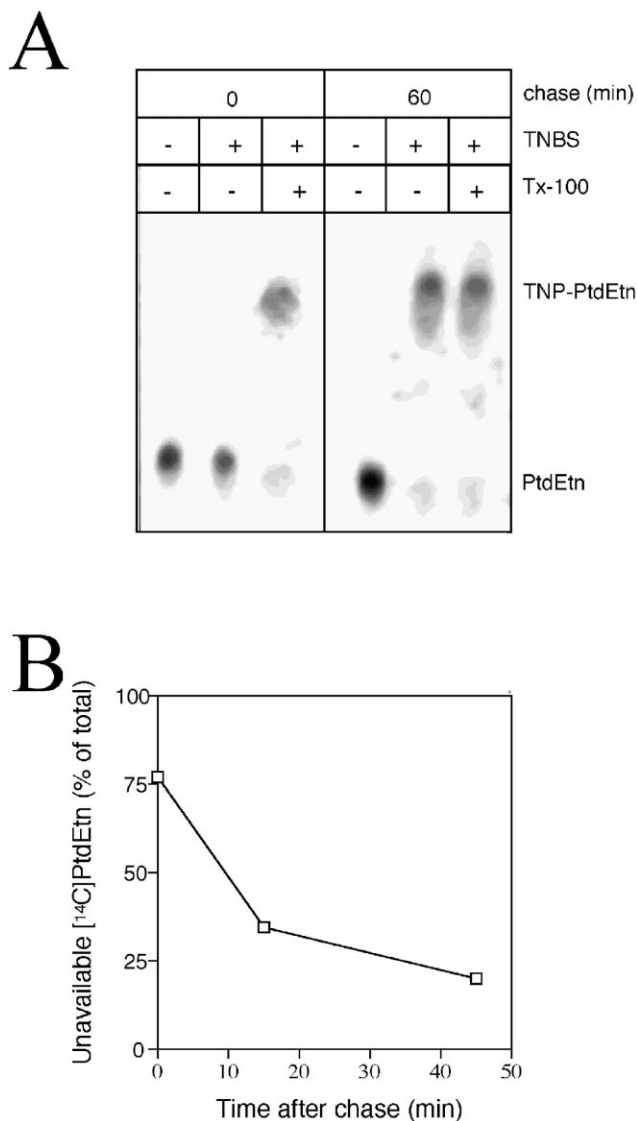 A
0 60 chase (min)
- + + - + + TNBS
- - + - - + Tx-100
TNP-PtdEtn
PtdEtn
B
Unavailable [¹⁴C]PtdEtn (% of total)
100
75
50
25
0
0 10 20 30 40 50
Time after chase (min)